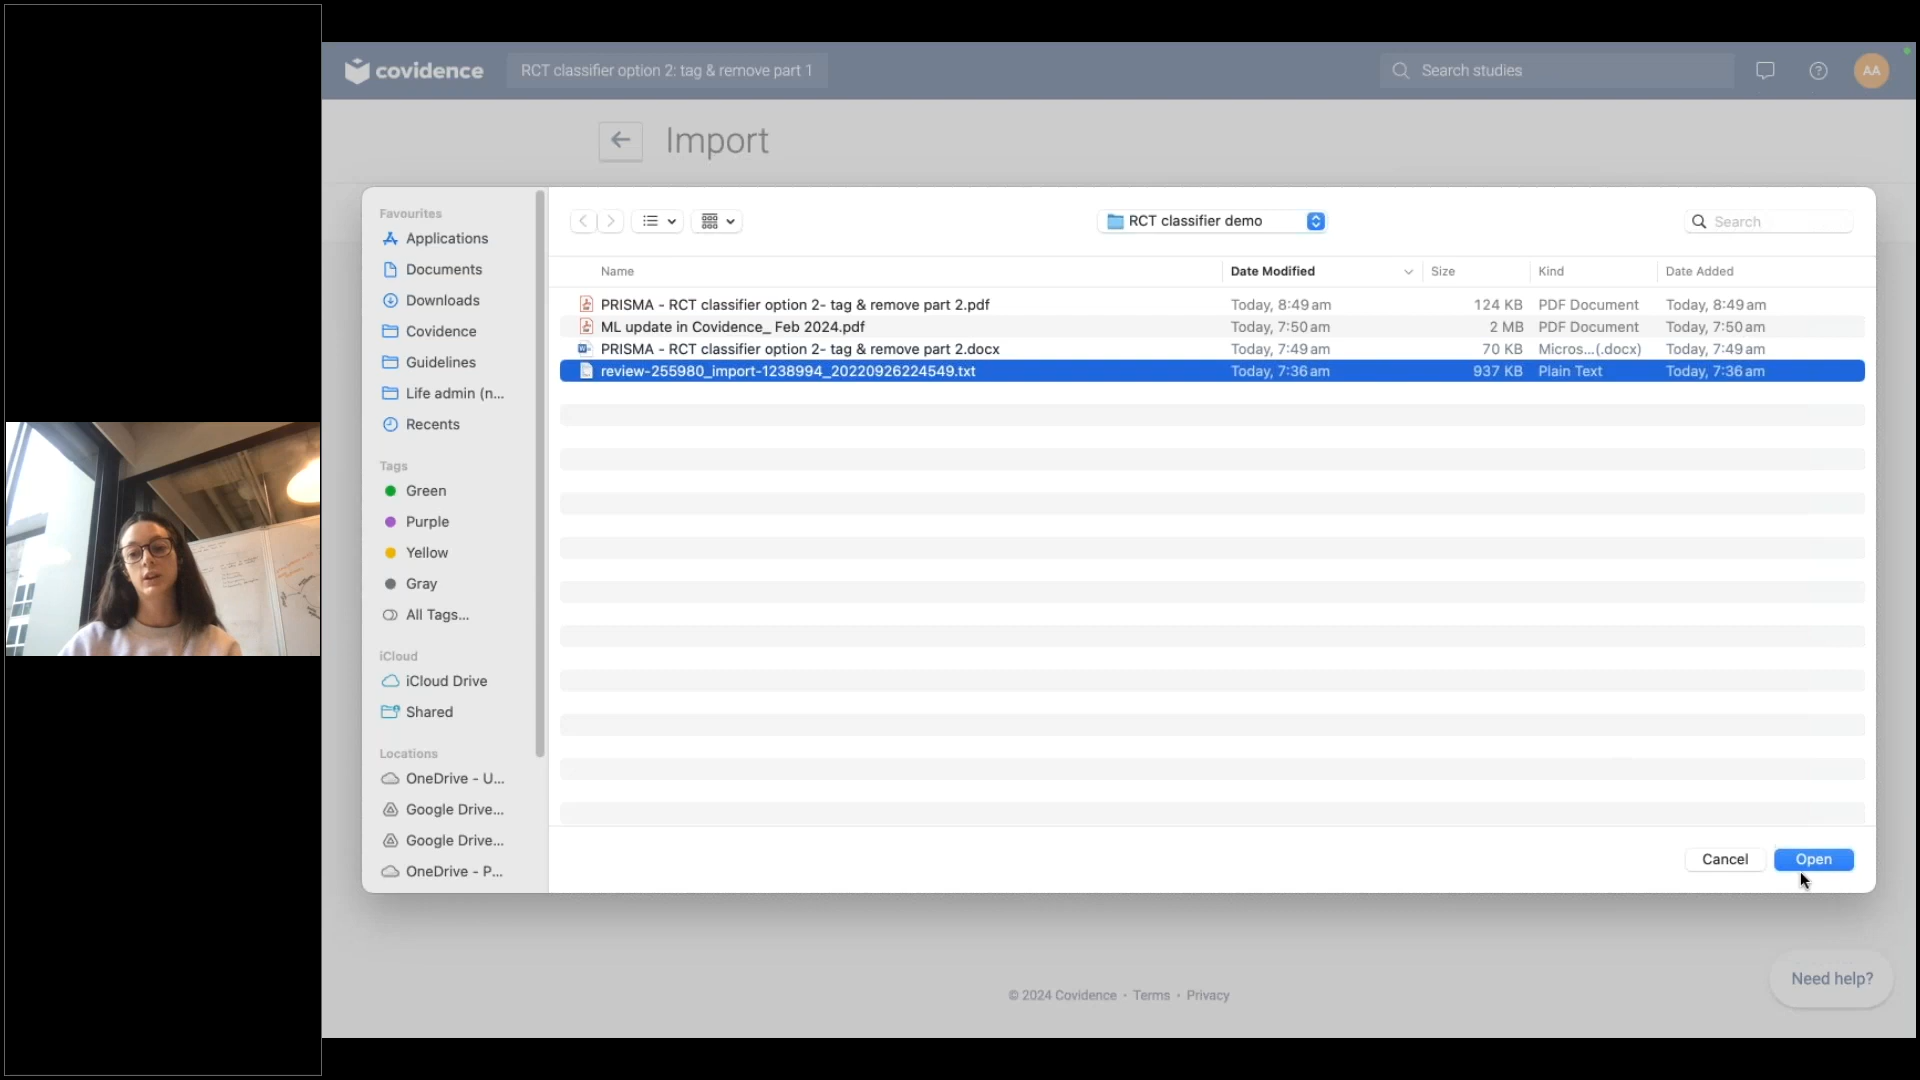 covidence
RCT classifier option 2: tag & remove part 1
Search studies
AA
Import
Favourites
Applications
Documents
Downloads
Covidence
Guidelines
Life admin (n...
Recents
Tags
Green
Purple
Yellow
Gray
All Tags...
iCloud
iCloud Drive
Shared
Locations
OneDrive - U...
Google Drive...
Google Drive...
OneDrive - P...
RCT classifier demo
Search
Name Date Modified Size Kind Date Added
PRISMA - RCT classifier option 2- tag & remove part 2.pdf Today, 8:49 am 124 KB PDF Document Today, 8:49 am
ML update in Covidence_ Feb 2024.pdf Today, 7:50 am 2 MB PDF Document Today, 7:50 am
PRISMA - RCT classifier option 2- tag & remove part 2.docx Today, 7:49 am 70 KB Micros...(.docx) Today, 7:49 am
review-255980_import-1238994_20220926224549.txt Today, 7:36 am 937 KB Plain Text Today, 7:36 am
Cancel
Open
Need help?
© 2024 Covidence · Terms · Privacy